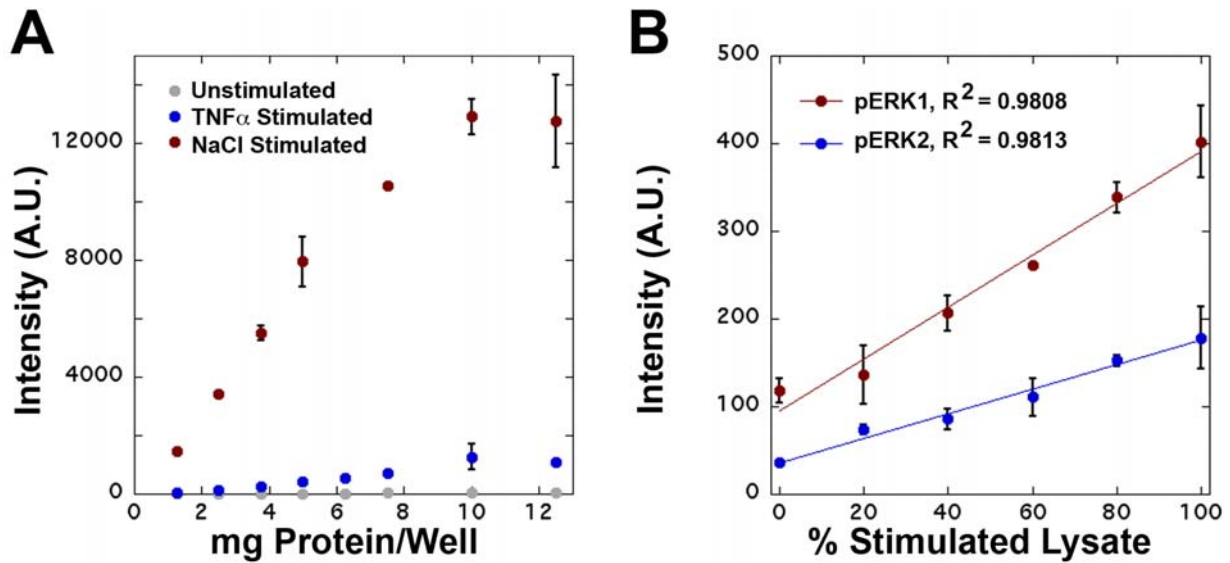 A
Intensity (A.U.)
12000
8000
4000
0
Unstimulated
TNFα Stimulated
NaCl Stimulated
0 2 4 6 8 10 12
mg Protein/Well
B
Intensity (A.U.)
500
400
300
200
100
0
pERK1, R² = 0.9808
pERK2, R² = 0.9813
0 20 40 60 80 100
% Stimulated Lysate